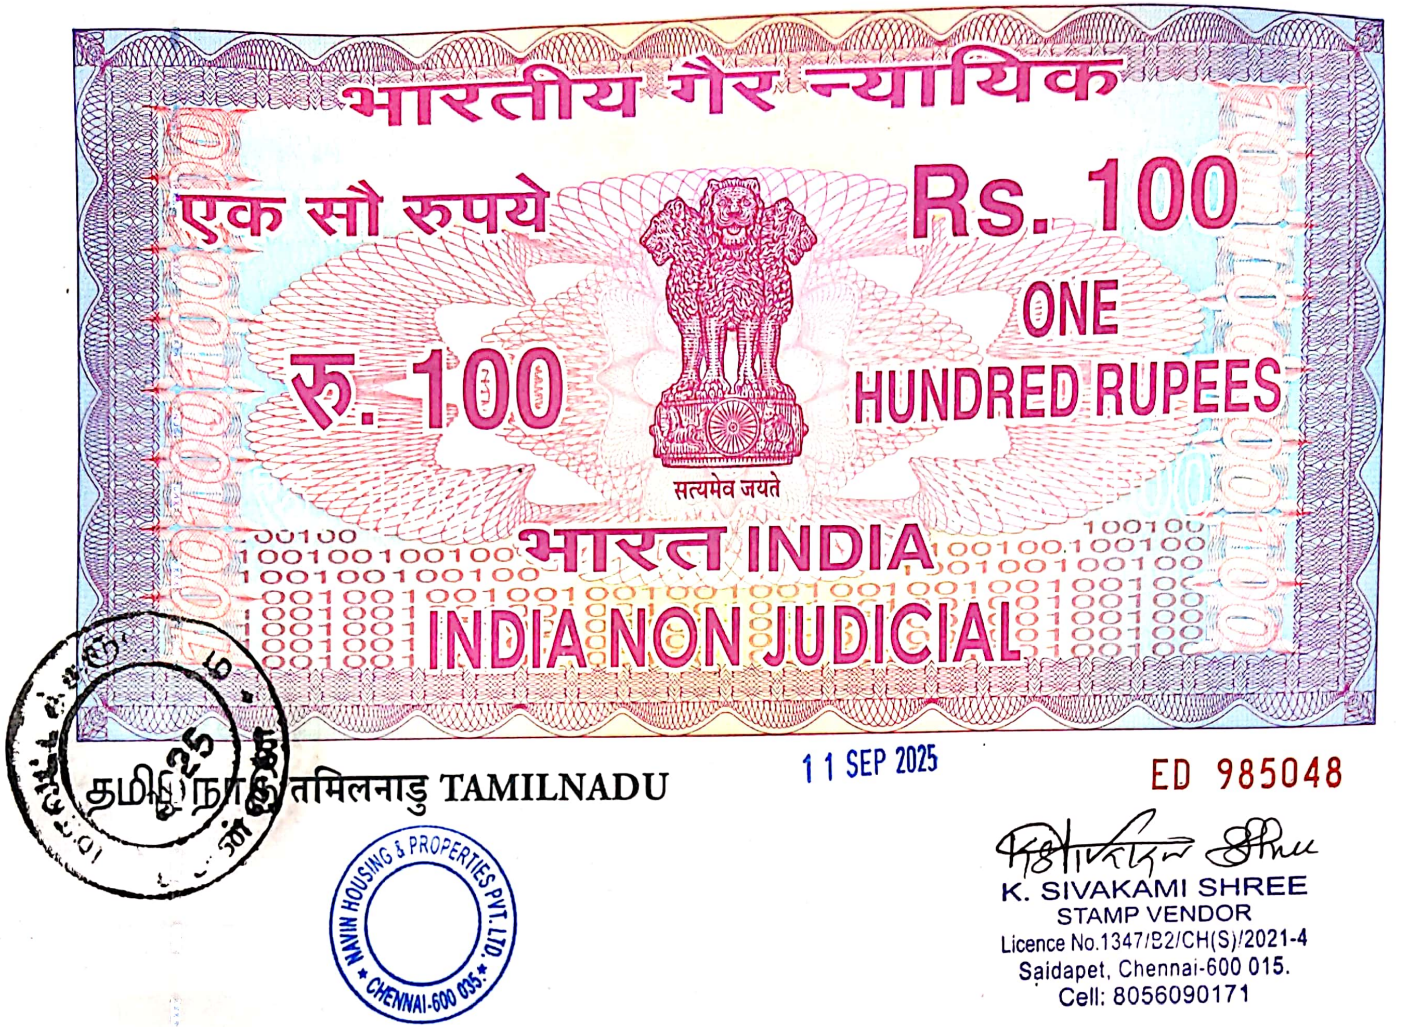 भारतीय गैर न्यायिक
एक सौ रुपये
Rs. 100
रु. 100
ONE
HUNDRED RUPEES
सत्यमेव जयते
भारत INDIA
INDIA NON JUDICIAL
தமிழ்நாடு तमिलनाडु TAMILNADU
11 SEP 2025
ED 985048
NAVIN HOUSING & PROPERTIES PVT. LTD.
★ CHENNAI-600 035. ★
K. SIVAKAMI SHREE
STAMP VENDOR
Licence No.1347/B2/CH(S)/2021-4
Saidapet, Chennai-600 015.
Cell: 8056090171